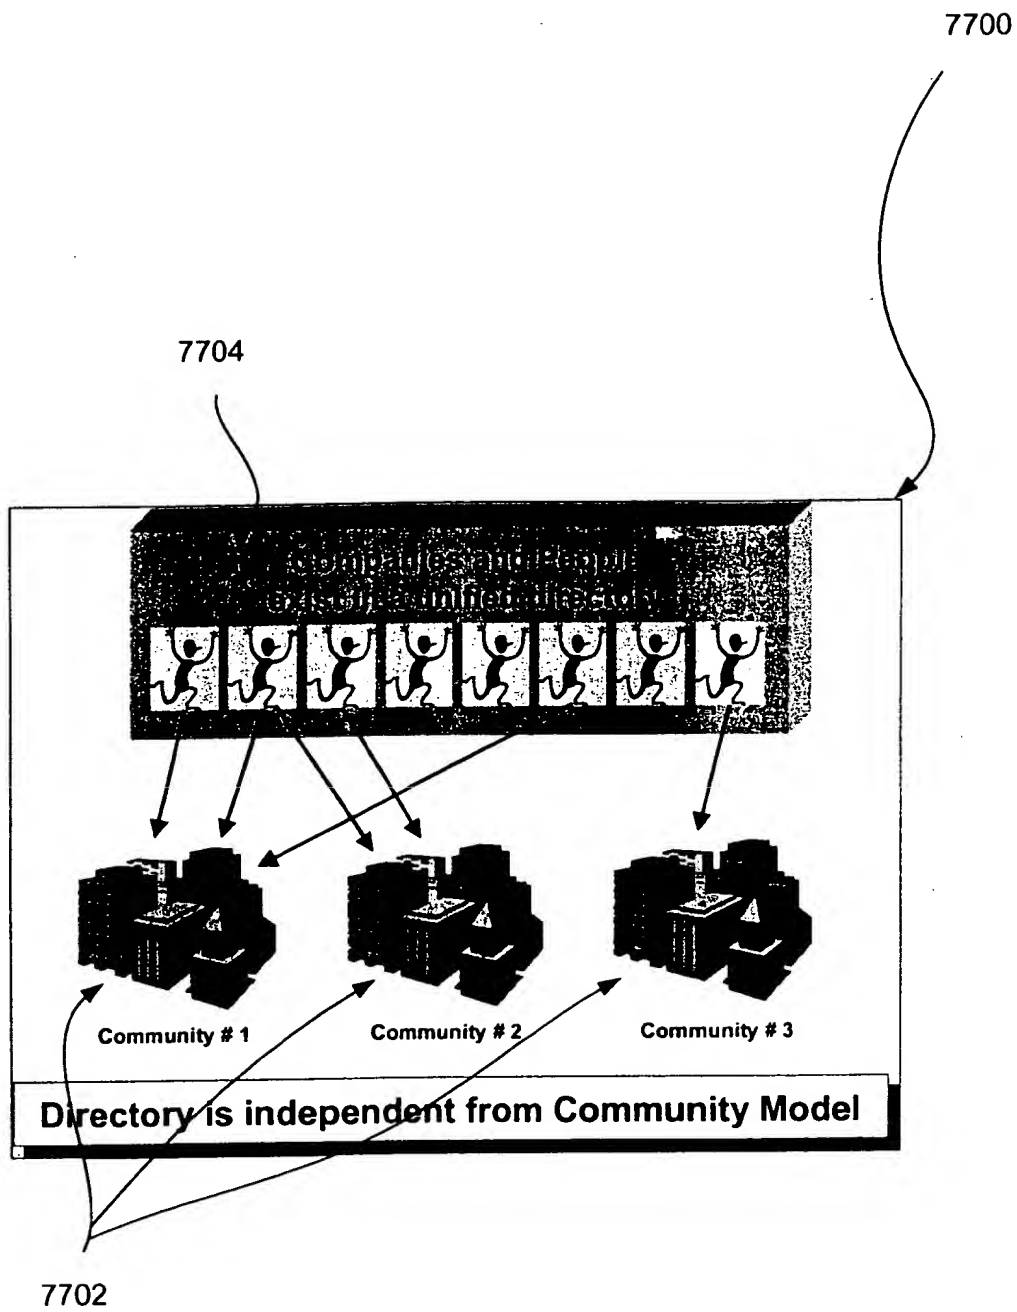 7700
7704
Companies and People
exist in a unified directory
Community # 1
Community # 2
Community # 3
Directory is independent from Community Model
7702